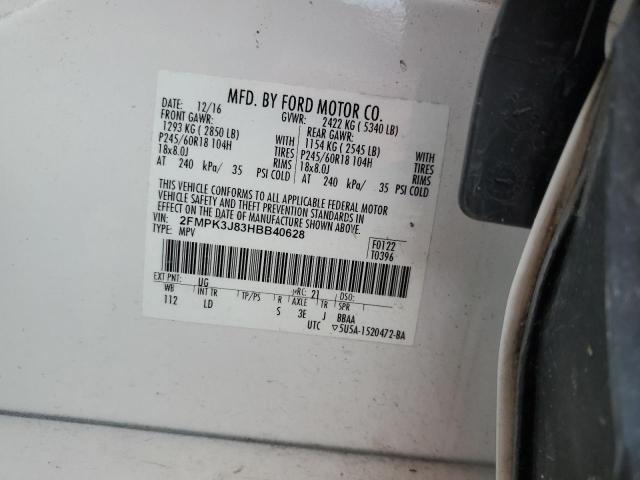 MFD. BY FORD MOTOR CO.
DATE: 12/16 GVWR: 2422 KG ( 5340 LB)
FRONT GAWR: REAR GAWR:
1293 KG ( 2850 LB) 1154 KG ( 2545 LB)
P245/60R18 104H WITH TIRES P245/60R18 104H WITH TIRES
18x8.0J RIMS 18x8.0J RIMS
AT 240 kPa/ 35 PSI COLD AT 240 kPa/ 35 PSI COLD
THIS VEHICLE CONFORMS TO ALL APPLICABLE FEDERAL MOTOR
VEHICLE SAFETY AND THEFT PREVENTION STANDARDS IN
EFFECT ON THE DATE OF MANUFACTURE SHOWN ABOVE.
VIN: 2FMPK3J83HBB40628
TYPE: MPV
F0122
T0396
EXT PNT: UG RC: 21 DSO:
WB INT TR TP/PS R AXLE TR SPR
112 LD S 3E J BBAA
UTC ▽5U5A-1520472-BA